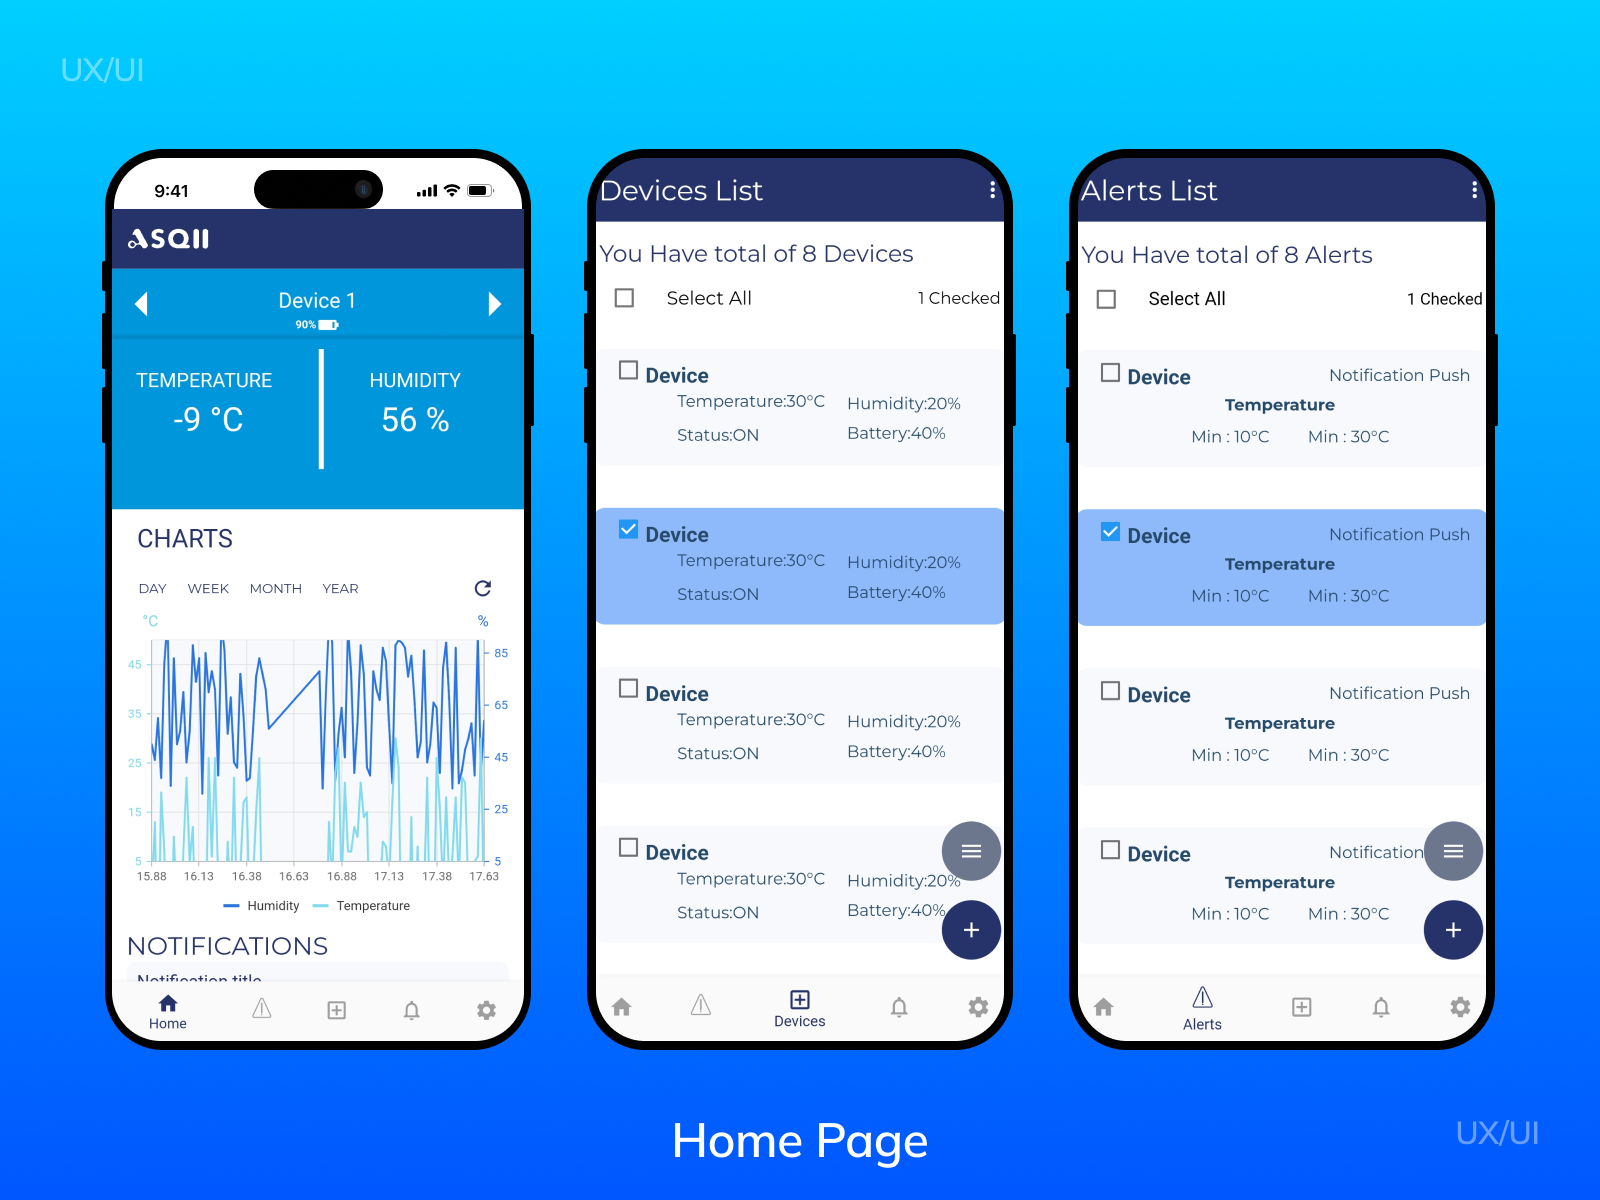 UX/UI
9:41
ASQII
Device 1
90%
TEMPERATURE HUMIDITY
-9 °C 56 %
CHARTS
DAY WEEK MONTH YEAR
°C %
45 85
35 65
25 45
15 25
5 5
15.88 16.13 16.38 16.63 16.88 17.13 17.38 17.63
Humidity Temperature
NOTIFICATIONS
Notification title
Home
Devices List
You Have total of 8 Devices
Select All 1 Checked
Device
Temperature:30°C Humidity:20%
Status:ON Battery:40%
Device
Temperature:30°C Humidity:20%
Status:ON Battery:40%
Device
Temperature:30°C Humidity:20%
Status:ON Battery:40%
Device
Temperature:30°C Humidity:20%
Status:ON Battery:40%
Devices
Alerts List
You Have total of 8 Alerts
Select All 1 Checked
Device Notification Push
Temperature
Min : 10°C Min : 30°C
Device Notification Push
Temperature
Min : 10°C Min : 30°C
Device Notification Push
Temperature
Min : 10°C Min : 30°C
Device Notification
Temperature
Min : 10°C Min : 30°C
Alerts
Home Page
UX/UI